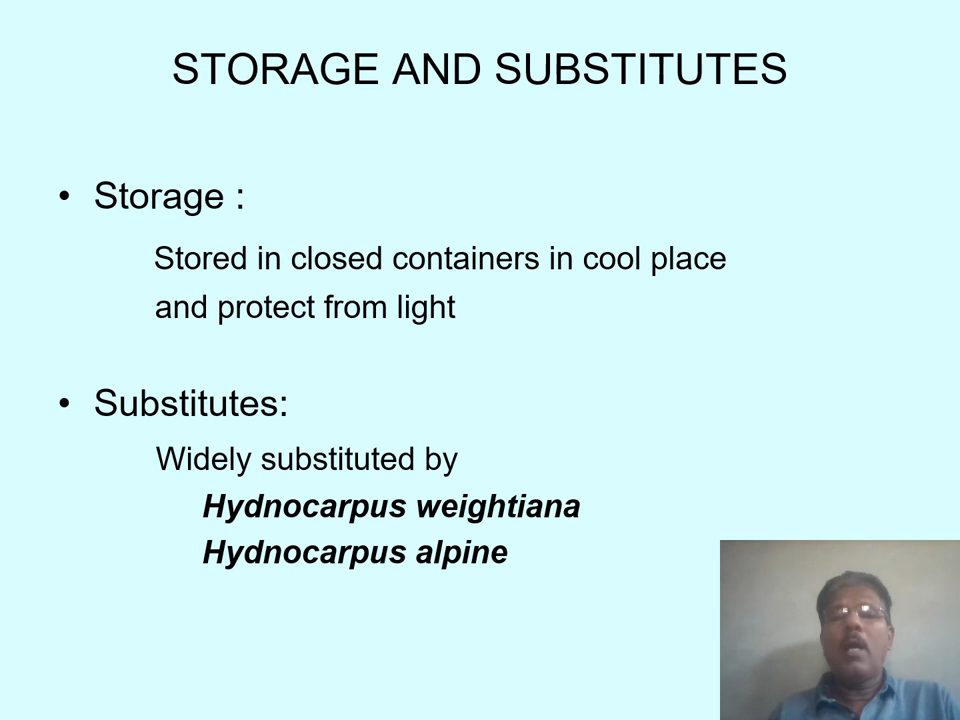 STORAGE AND SUBSTITUTES
• Storage :
Stored in closed containers in cool place
and protect from light
• Substitutes:
Widely substituted by
Hydnocarpus weightiana
Hydnocarpus alpine